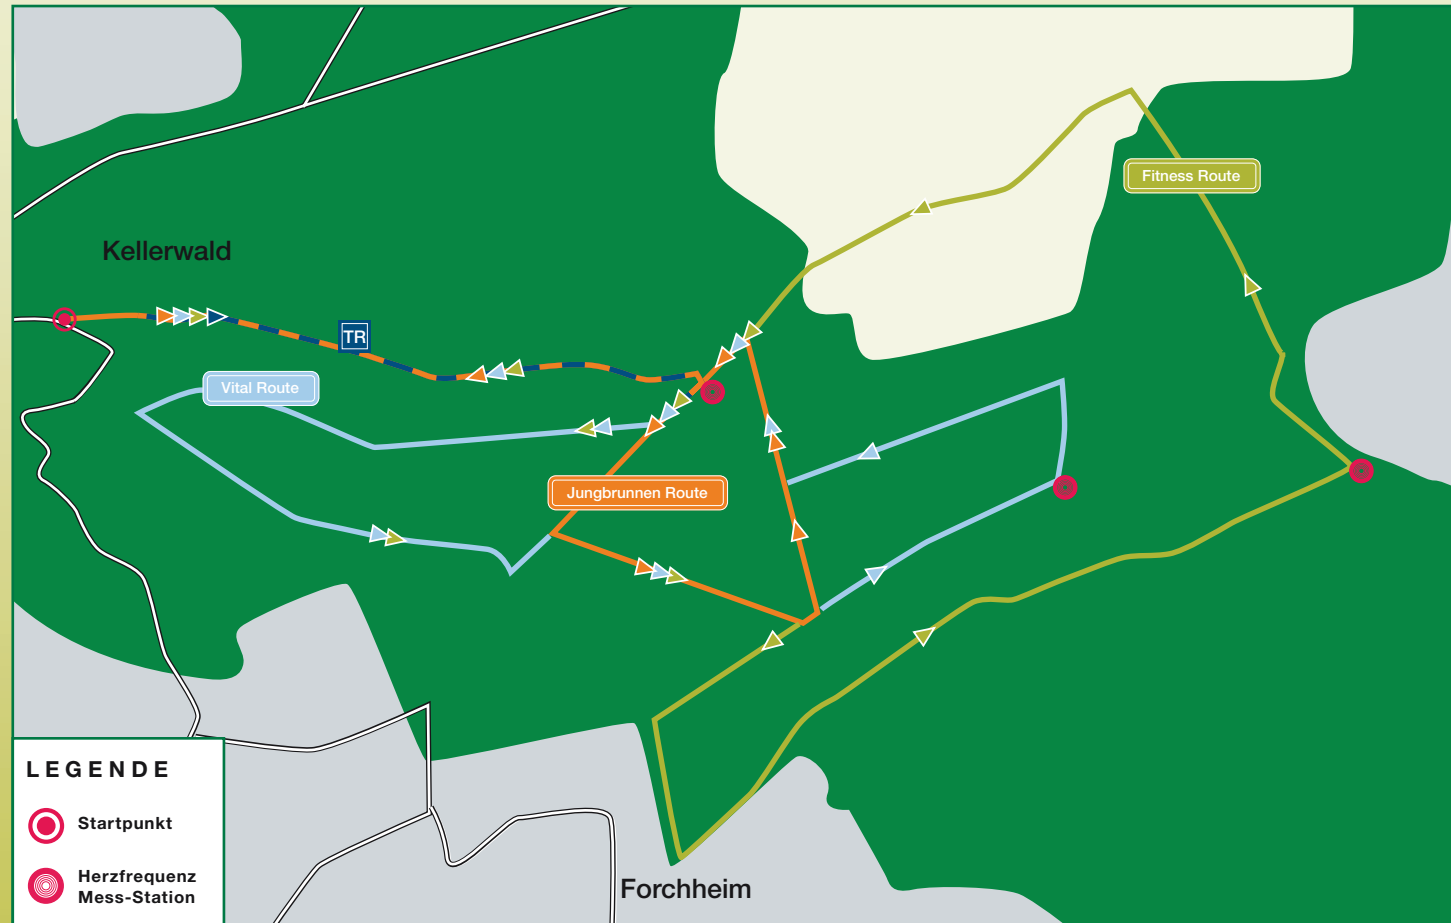 Fitness Route
Kellerwald
TR
Vital Route
Jungbrunnen Route
LEGENDE
Startpunkt
Herzfrequenz
Mess-Station
Forchheim